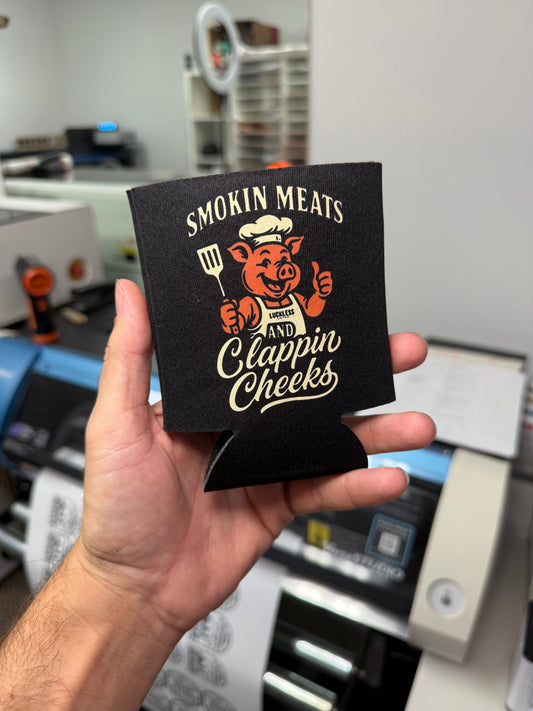 SMOKIN MEATS
LUCKLESS
AND
Clappin
Cheeks